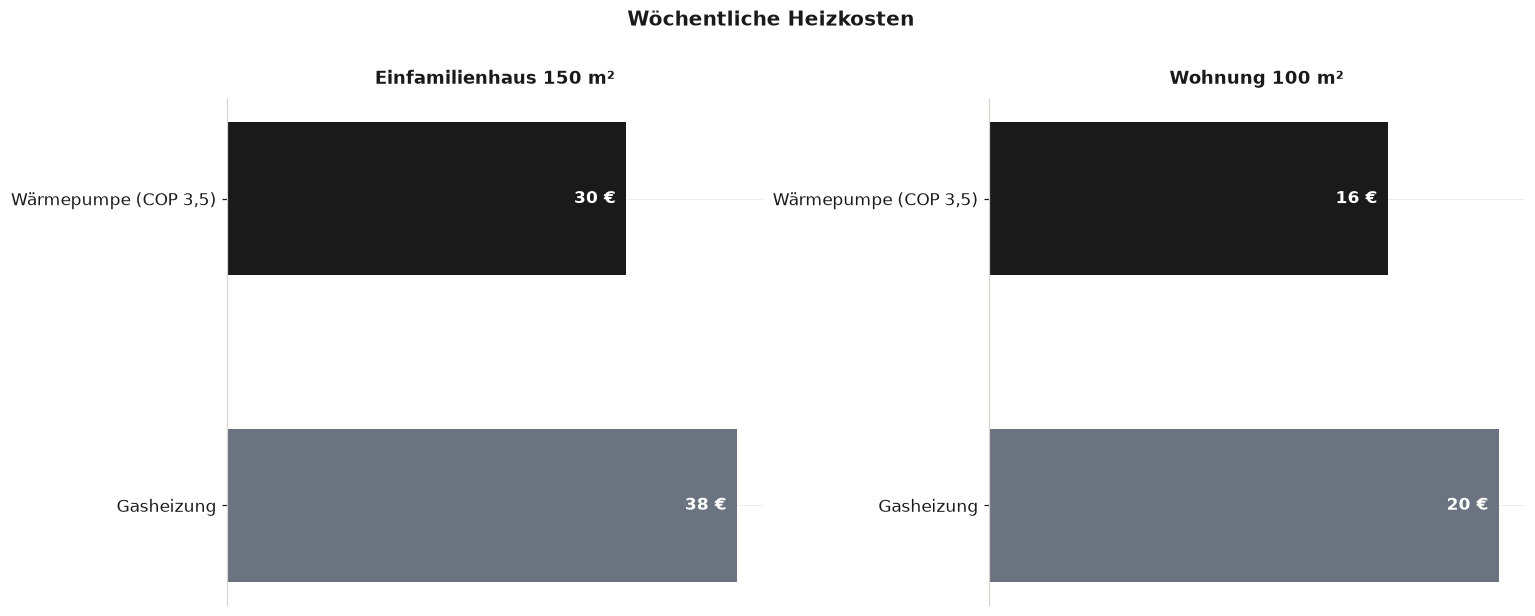 Wöchentliche Heizkosten
Einfamilienhaus 150 m²
Wärmepumpe (COP 3,5)
30 €
Gasheizung
38 €
Wohnung 100 m²
Wärmepumpe (COP 3,5)
16 €
Gasheizung
20 €